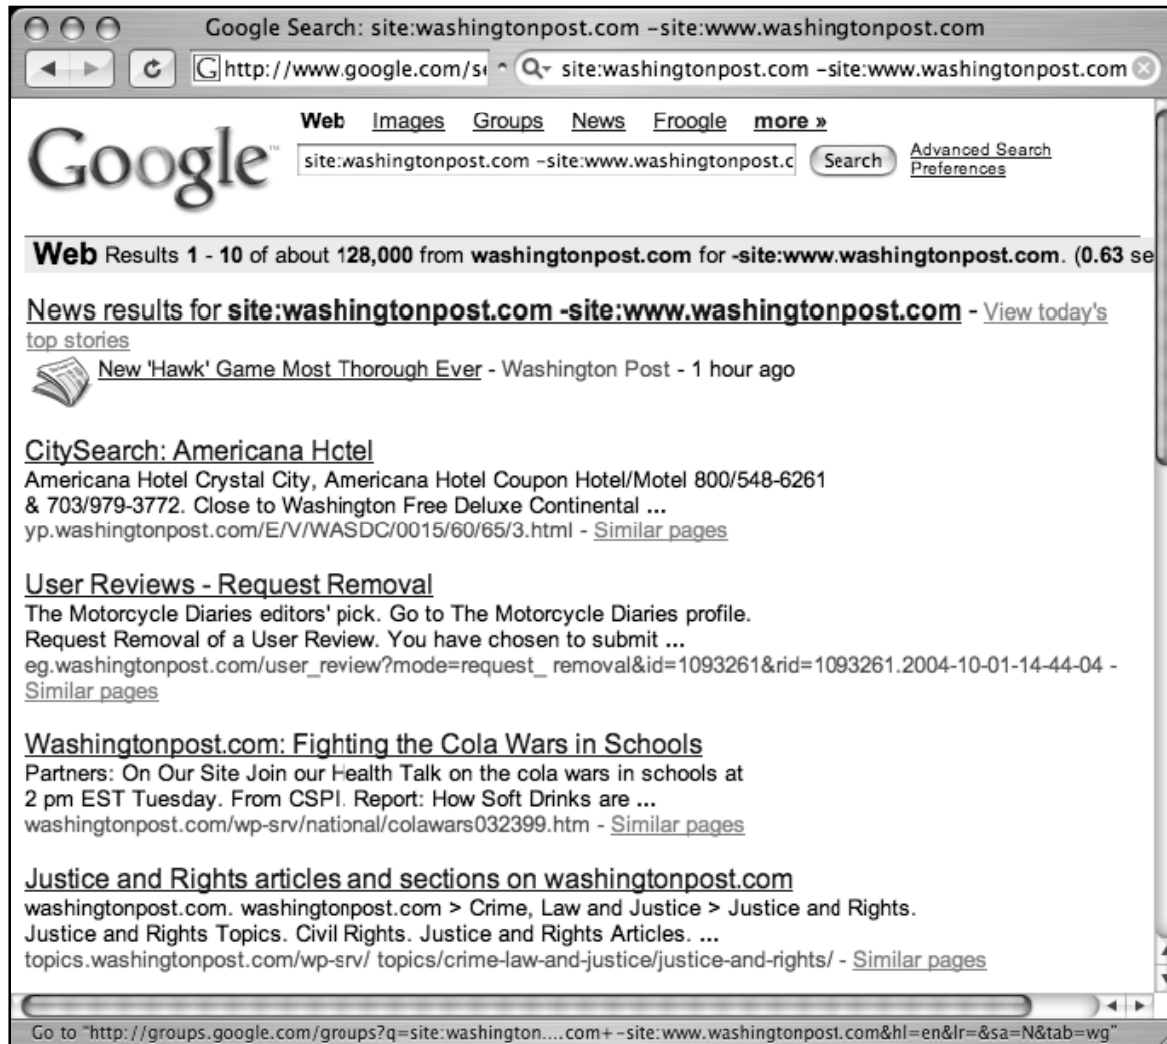 Google Search: site:washingtonpost.com –site:www.washingtonpost.com
G http://www.google.com/se Q site:washingtonpost.com –site:www.washingtonpost.com
Web Images Groups News Froogle more »
Google™
site:washingtonpost.com –site:www.washingtonpost.c Search Advanced Search
Preferences
Web Results 1 - 10 of about 128,000 from washingtonpost.com for -site:www.washingtonpost.com. (0.63 se
News results for site:washingtonpost.com -site:www.washingtonpost.com - View today's
top stories
New 'Hawk' Game Most Thorough Ever - Washington Post - 1 hour ago
CitySearch: Americana Hotel
Americana Hotel Crystal City, Americana Hotel Coupon Hotel/Motel 800/548-6261
& 703/979-3772. Close to Washington Free Deluxe Continental ...
yp.washingtonpost.com/E/V/WASDC/0015/60/65/3.html - Similar pages
User Reviews - Request Removal
The Motorcycle Diaries editors' pick. Go to The Motorcycle Diaries profile.
Request Removal of a User Review. You have chosen to submit ...
eg.washingtonpost.com/user_review?mode=request_ removal&id=1093261&rid=1093261.2004-10-01-14-44-04 -
Similar pages
Washingtonpost.com: Fighting the Cola Wars in Schools
Partners: On Our Site Join our Health Talk on the cola wars in schools at
2 pm EST Tuesday. From CSPI. Report: How Soft Drinks are ...
washingtonpost.com/wp-srv/national/colawars032399.htm - Similar pages
Justice and Rights articles and sections on washingtonpost.com
washingtonpost.com. washingtonpost.com > Crime, Law and Justice > Justice and Rights.
Justice and Rights Topics. Civil Rights. Justice and Rights Articles. ...
topics.washingtonpost.com/wp-srv/ topics/crime-law-and-justice/justice-and-rights/ - Similar pages
Go to "http://groups.google.com/groups?q=site:washington....com+–site:www.washingtonpost.com&hl=en&lr=&sa=N&tab=wg"